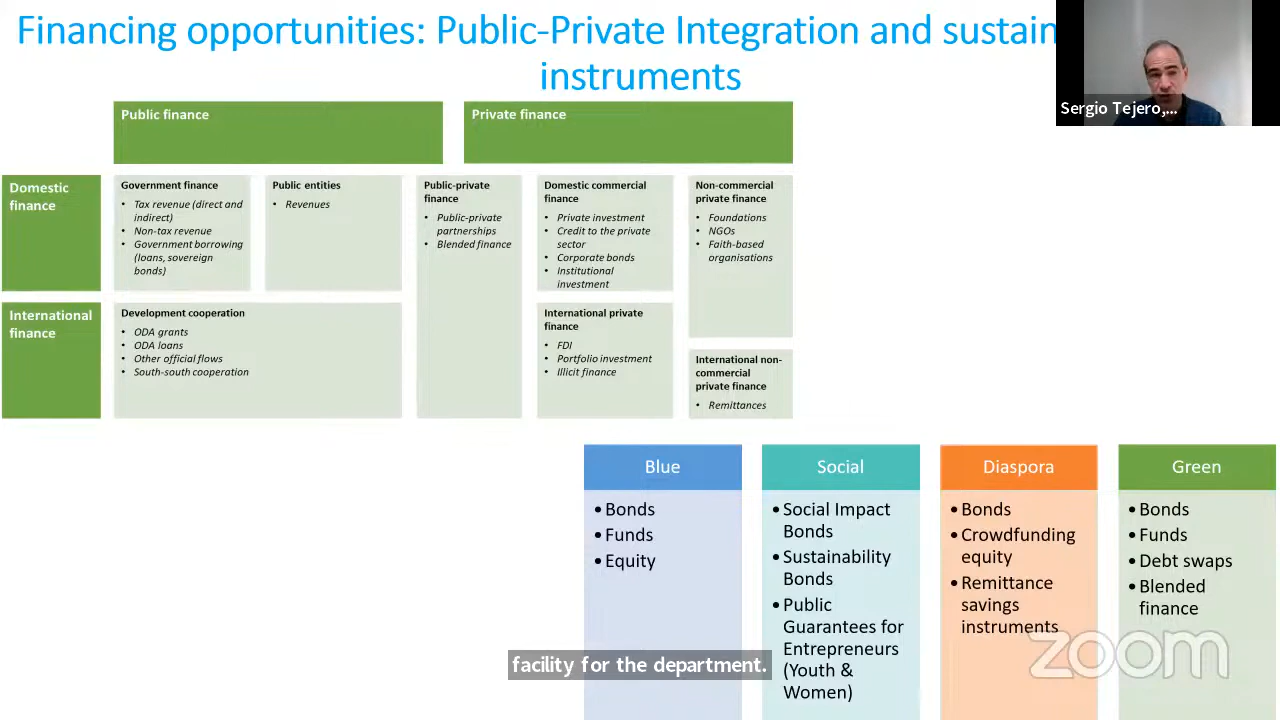 Financing opportunities: Public-Private Integration and sustain
instruments
Sergio Tejero,...
Public finance
Private finance
Domestic
finance
Government finance
• Tax revenue (direct and
indirect)
• Non-tax revenue
• Government borrowing
(loans, sovereign
bonds)
Public entities
• Revenues
Public-private
finance
• Public-private
partnerships
• Blended finance
Domestic commercial
finance
• Private investment
• Credit to the private
sector
• Corporate bonds
• Institutional
investment
Non-commercial
private finance
• Foundations
• NGOs
• Faith-based
organisations
International
finance
Development cooperation
• ODA grants
• ODA loans
• Other official flows
• South-south cooperation
International private
finance
• FDI
• Portfolio investment
• Illicit finance
International non-
commercial
private finance
• Remittances
Blue
• Bonds
• Funds
• Equity
Social
• Social Impact
Bonds
• Sustainability
Bonds
• Public
Guarantees for
Entrepreneurs
(Youth &
Women)
Diaspora
• Bonds
• Crowdfunding
equity
• Remittance
savings
instruments
Green
• Bonds
• Funds
• Debt swaps
• Blended
finance
facility for the department.
zoom